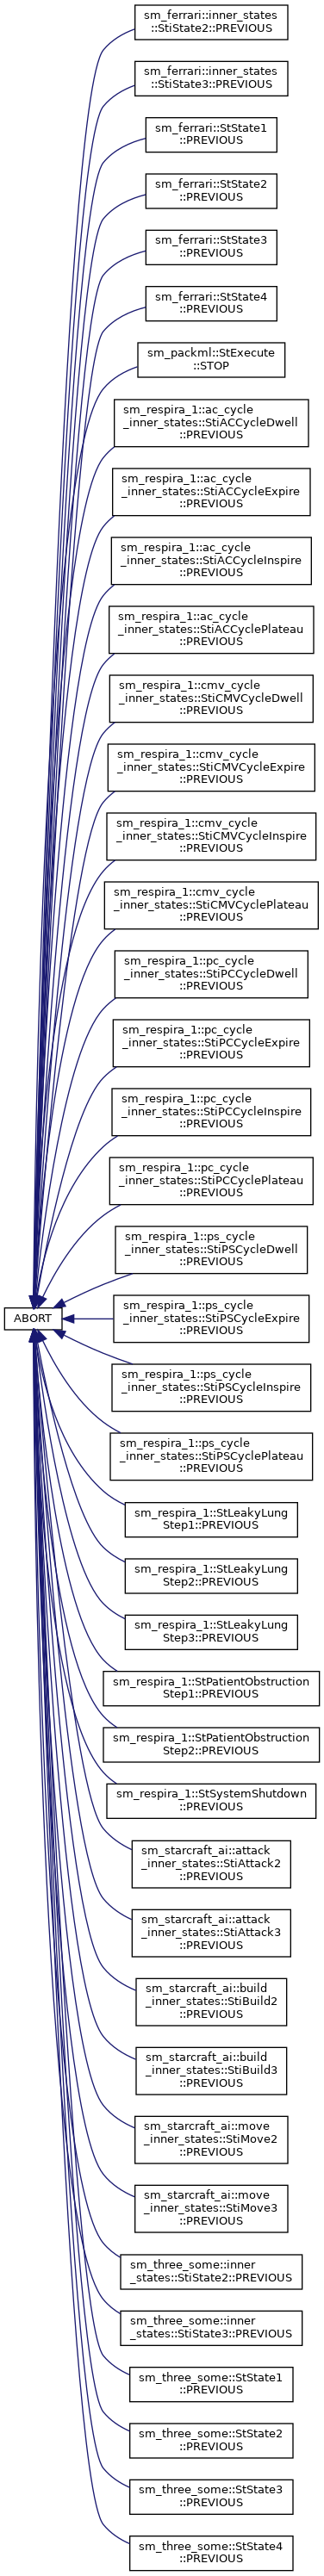 sm_ferrari::inner_states
::StiState2::PREVIOUS
sm_ferrari::inner_states
::StiState3::PREVIOUS
sm_ferrari::StState1
::PREVIOUS
sm_ferrari::StState2
::PREVIOUS
sm_ferrari::StState3
::PREVIOUS
sm_ferrari::StState4
::PREVIOUS
sm_packml::StExecute
::STOP
sm_respira_1::ac_cycle
_inner_states::StiACCycleDwell
::PREVIOUS
sm_respira_1::ac_cycle
_inner_states::StiACCycleExpire
::PREVIOUS
sm_respira_1::ac_cycle
_inner_states::StiACCycleInspire
::PREVIOUS
sm_respira_1::ac_cycle
_inner_states::StiACCyclePlateau
::PREVIOUS
sm_respira_1::cmv_cycle
_inner_states::StiCMVCycleDwell
::PREVIOUS
sm_respira_1::cmv_cycle
_inner_states::StiCMVCycleExpire
::PREVIOUS
sm_respira_1::cmv_cycle
_inner_states::StiCMVCycleInspire
::PREVIOUS
sm_respira_1::cmv_cycle
_inner_states::StiCMVCyclePlateau
::PREVIOUS
sm_respira_1::pc_cycle
_inner_states::StiPCCycleDwell
::PREVIOUS
sm_respira_1::pc_cycle
_inner_states::StiPCCycleExpire
::PREVIOUS
sm_respira_1::pc_cycle
_inner_states::StiPCCycleInspire
::PREVIOUS
sm_respira_1::pc_cycle
_inner_states::StiPCCyclePlateau
::PREVIOUS
sm_respira_1::ps_cycle
_inner_states::StiPSCycleDwell
::PREVIOUS
ABORT
sm_respira_1::ps_cycle
_inner_states::StiPSCycleExpire
::PREVIOUS
sm_respira_1::ps_cycle
_inner_states::StiPSCycleInspire
::PREVIOUS
sm_respira_1::ps_cycle
_inner_states::StiPSCyclePlateau
::PREVIOUS
sm_respira_1::StLeakyLung
Step1::PREVIOUS
sm_respira_1::StLeakyLung
Step2::PREVIOUS
sm_respira_1::StLeakyLung
Step3::PREVIOUS
sm_respira_1::StPatientObstruction
Step1::PREVIOUS
sm_respira_1::StPatientObstruction
Step2::PREVIOUS
sm_respira_1::StSystemShutdown
::PREVIOUS
sm_starcraft_ai::attack
_inner_states::StiAttack2
::PREVIOUS
sm_starcraft_ai::attack
_inner_states::StiAttack3
::PREVIOUS
sm_starcraft_ai::build
_inner_states::StiBuild2
::PREVIOUS
sm_starcraft_ai::build
_inner_states::StiBuild3
::PREVIOUS
sm_starcraft_ai::move
_inner_states::StiMove2
::PREVIOUS
sm_starcraft_ai::move
_inner_states::StiMove3
::PREVIOUS
sm_three_some::inner
_states::StiState2::PREVIOUS
sm_three_some::inner
_states::StiState3::PREVIOUS
sm_three_some::StState1
::PREVIOUS
sm_three_some::StState2
::PREVIOUS
sm_three_some::StState3
::PREVIOUS
sm_three_some::StState4
::PREVIOUS